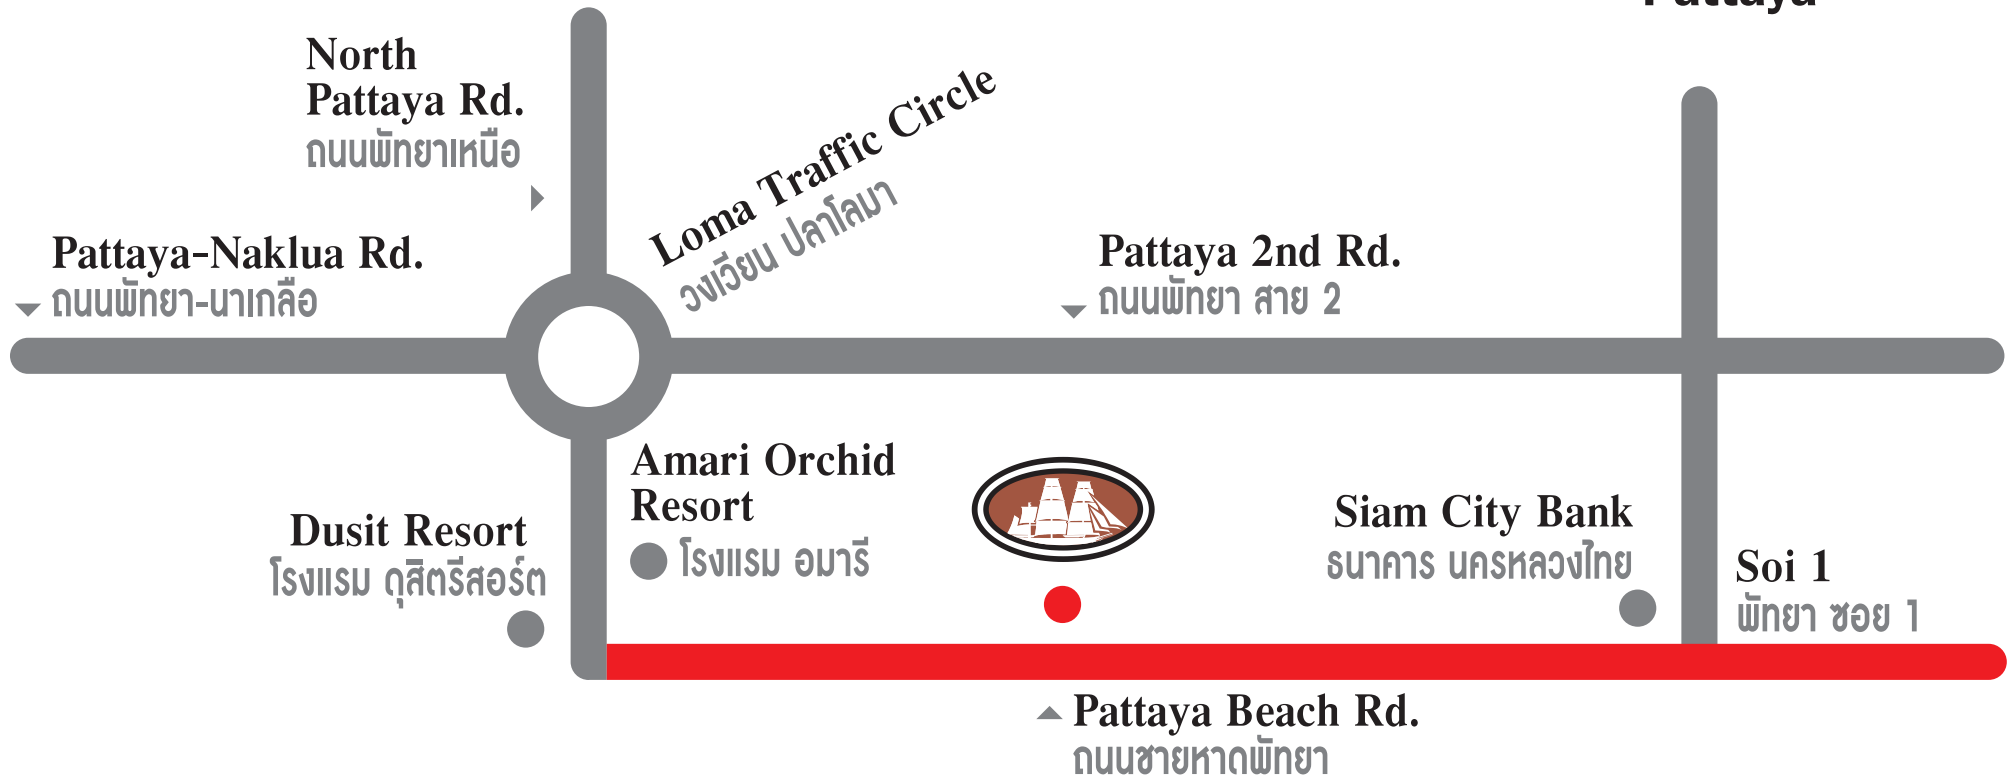 Pattaya
North
Pattaya Rd.
ถนนพัทยาเหนือ
Loma Traffic Circle
วงเวียน ปลาโลมา
Pattaya-Naklua Rd.
ถนนพัทยา-นาเกลือ
Pattaya 2nd Rd.
ถนนพัทยา สาย 2
Amari Orchid
Resort
โรงแรม อมารี
Dusit Resort
โรงแรม ดุสิตรีสอร์ต
Siam City Bank
ธนาคาร นครหลวงไทย
Soi 1
พัทยา ซอย 1
Pattaya Beach Rd.
ถนนชายหาดพัทยา